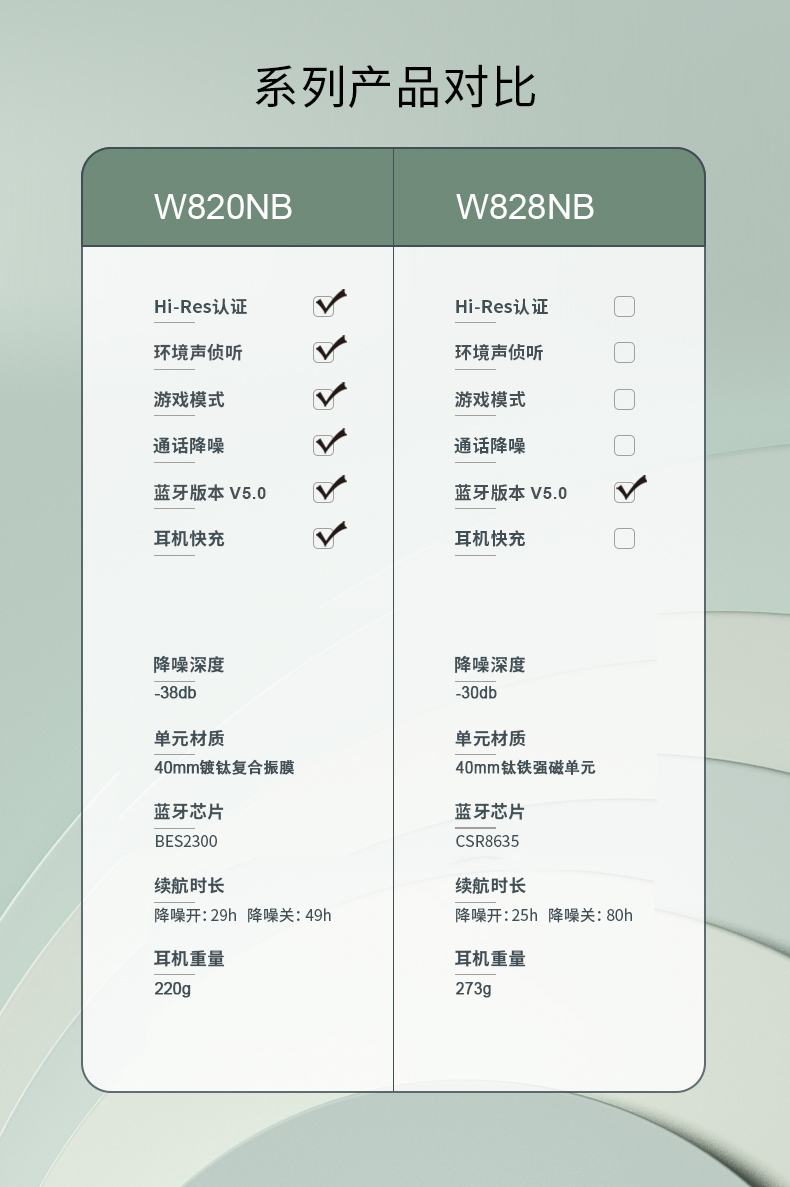 系列产品对比
W820NB
W828NB
Hi-Res认证
环境声侦听
游戏模式
通话降噪
蓝牙版本 V5.0
耳机快充
降噪深度
-38db
单元材质
40mm镀钛复合振膜
蓝牙芯片
BES2300
续航时长
降噪开：29h 降噪关：49h
耳机重量
220g
Hi-Res认证
环境声侦听
游戏模式
通话降噪
蓝牙版本 V5.0
耳机快充
降噪深度
-30db
单元材质
40mm钛铁强磁单元
蓝牙芯片
CSR8635
续航时长
降噪开：25h 降噪关：80h
耳机重量
273g